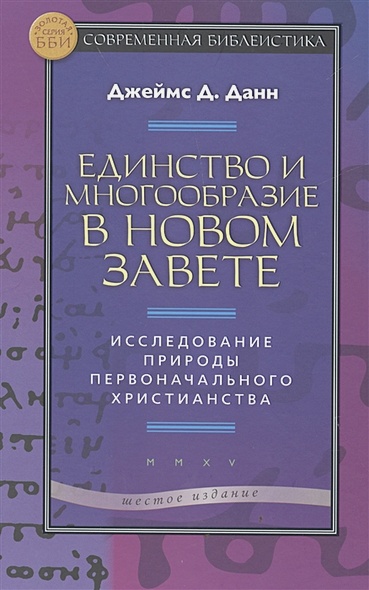 ЗОЛОТАЯ
СЕРИЯ
ББИ
СОВРЕМЕННАЯ БИБЛЕИСТИКА
Джеймс Д. Данн
ЕДИНСТВО И
МНОГООБРАЗИЕ
В НОВОМ
ЗАВЕТЕ
ИССЛЕДОВАНИЕ
ПРИРОДЫ
ПЕРВОНАЧАЛЬНОГО
ХРИСТИАНСТВА
MMXV
шестое издание